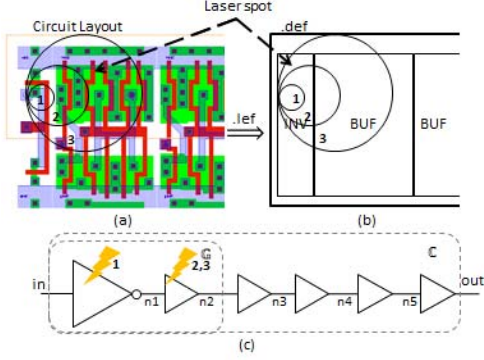 Laser spot
Circuit Layout
.def
1
2
3
.lef
1
2
3
INV
BUF
BUF
(a)
(b)
𝔾
ℂ
1
2,3
in
out
n1
n2
n3
n4
n5
(c)